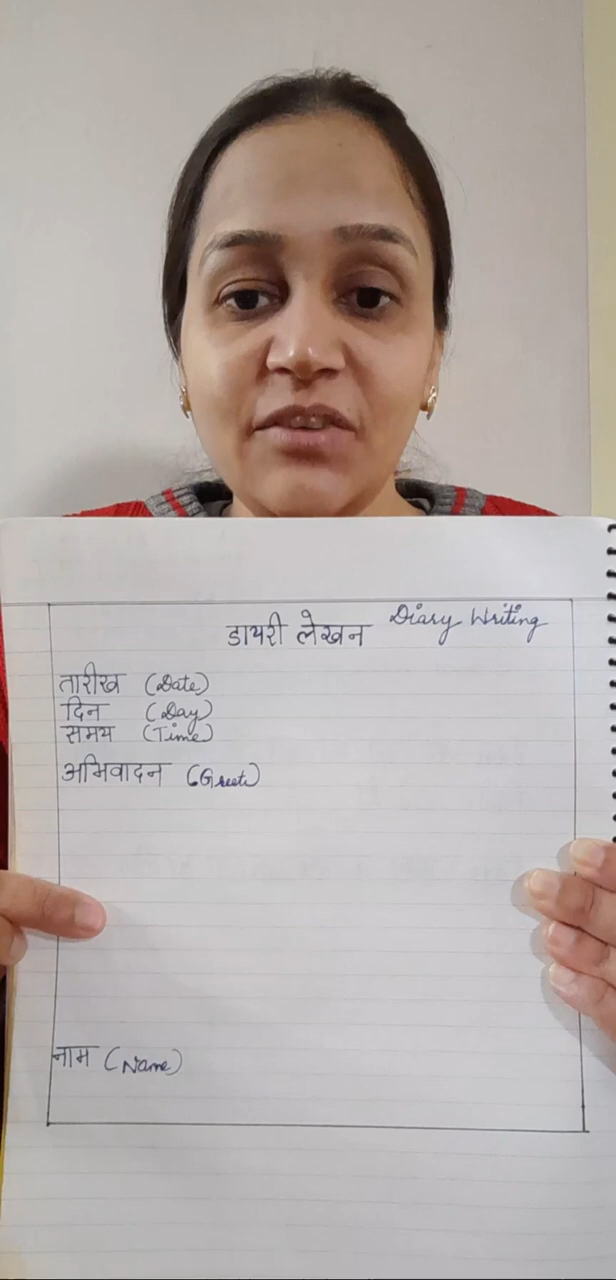 डायरी लेखन Diary Writing
तारीख (Date)
दिन (Day)
समय (Time)
अभिवादन (Greet)
नाम (Name)